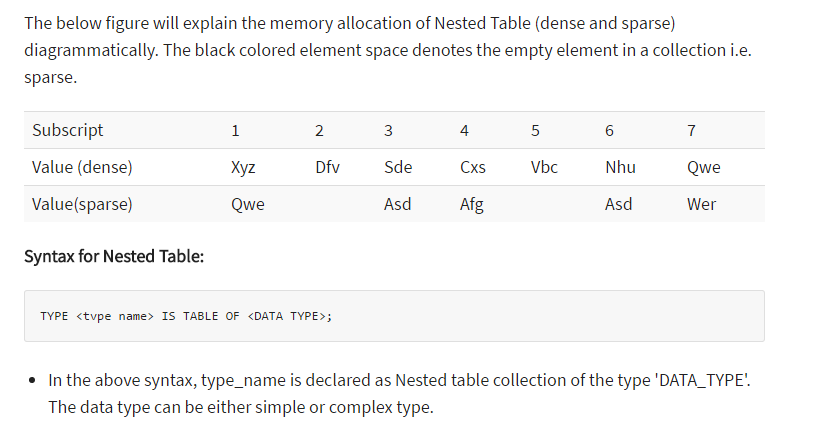 The below figure will explain the memory allocation of Nested Table (dense and sparse)
diagrammatically. The black colored element space denotes the empty element in a collection i.e.
sparse.
Subscript 1 2 3 4 5 6 7
Value (dense) Xyz Dfv Sde Cxs Vbc Nhu Qwe
Value(sparse) Qwe Asd Afg Asd Wer
Syntax for Nested Table:
TYPE <tvpe name> IS TABLE OF <DATA TYPE>;
• In the above syntax, type_name is declared as Nested table collection of the type 'DATA_TYPE'.
The data type can be either simple or complex type.